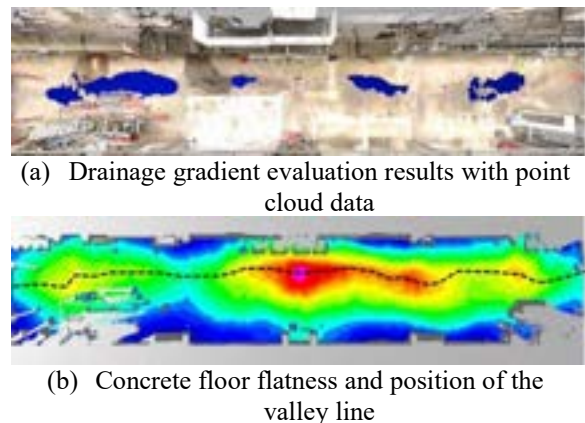 (a) Drainage gradient evaluation results with point
cloud data
(b) Concrete floor flatness and position of the
valley line